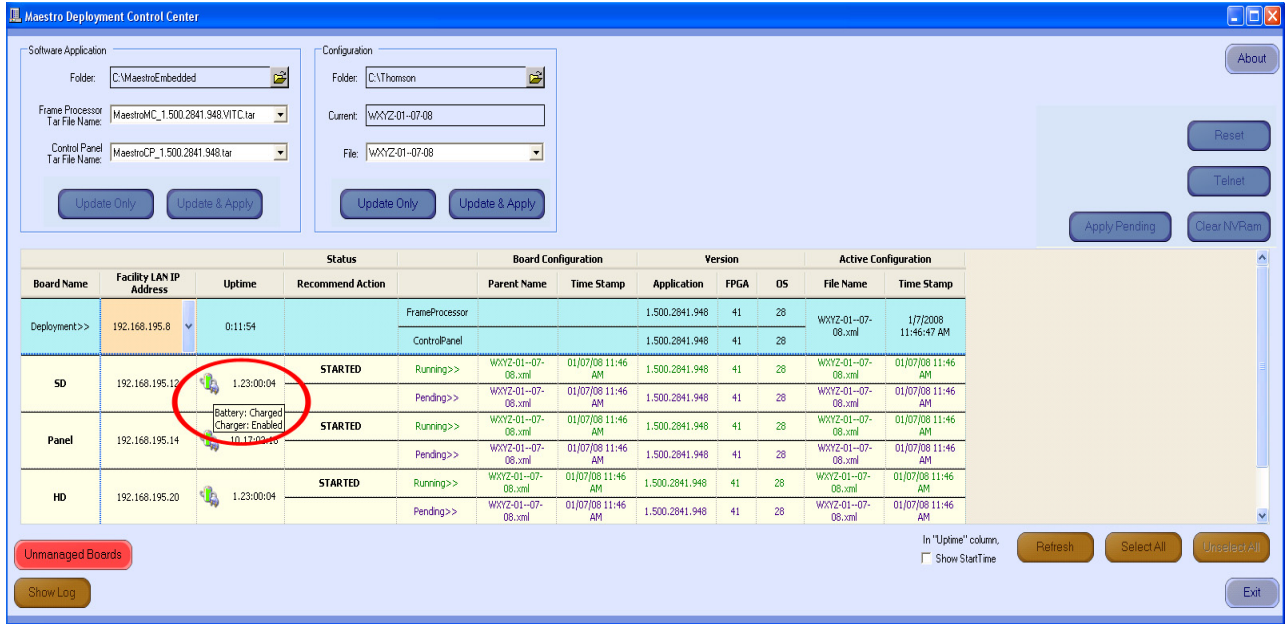 Maestro Deployment Control Center
Software Application
Folder: C:\MaestroEmbedded
Frame Processor Tar File Name: MaestroMC_1.500.2841.948.VITC.tar
Control Panel Tar File Name: MaestroCP_1.500.2841.948.tar
Update Only Update & Apply
Configuration
Folder: C:\Thomson
Current: WXYZ-01--07-08
File: WXYZ-01--07-08
Update Only Update & Apply
About
Reset
Telnet
Apply Pending Clear NVRam
Status Board Configuration Version Active Configuration
Board Name Facility LAN IP Address Uptime Recommend Action Parent Name Time Stamp Application FPGA OS File Name Time Stamp
Deployment>> 192.168.195.8 0:11:54 FrameProcessor 1.500.2841.948 41 28 WXYZ-01--07-08.xml 1/7/2008 11:46:47 AM
ControlPanel 1.500.2841.948 41 28
SD 192.168.195.12 1.23:00:04 STARTED Running>> WXYZ-01--07-08.xml 01/07/08 11:46 AM 1.500.2841.948 41 28 WXYZ-01--07-08.xml 01/07/08 11:46 AM
Pending>> WXYZ-01--07-08.xml 01/07/08 11:46 AM 1.500.2841.948 41 28 WXYZ-01--07-08.xml 01/07/08 11:46 AM
Battery: Charged
Charger: Enabled
Panel 192.168.195.14 STARTED Running>> WXYZ-01--07-08.xml 01/07/08 11:46 AM 1.500.2841.948 41 28 WXYZ-01--07-08.xml 01/07/08 11:46 AM
Pending>> WXYZ-01--07-08.xml 01/07/08 11:46 AM 1.500.2841.948 41 28 WXYZ-01--07-08.xml 01/07/08 11:46 AM
HD 192.168.195.20 1.23:00:04 STARTED Running>> WXYZ-01--07-08.xml 01/07/08 11:46 AM 1.500.2841.948 41 28 WXYZ-01--07-08.xml 01/07/08 11:46 AM
Pending>> WXYZ-01--07-08.xml 01/07/08 11:46 AM 1.500.2841.948 41 28 WXYZ-01--07-08.xml 01/07/08 11:46 AM
Unmanaged Boards
In "Uptime" column,
Show StartTime
Refresh Select All Unselect All
Show Log
Exit